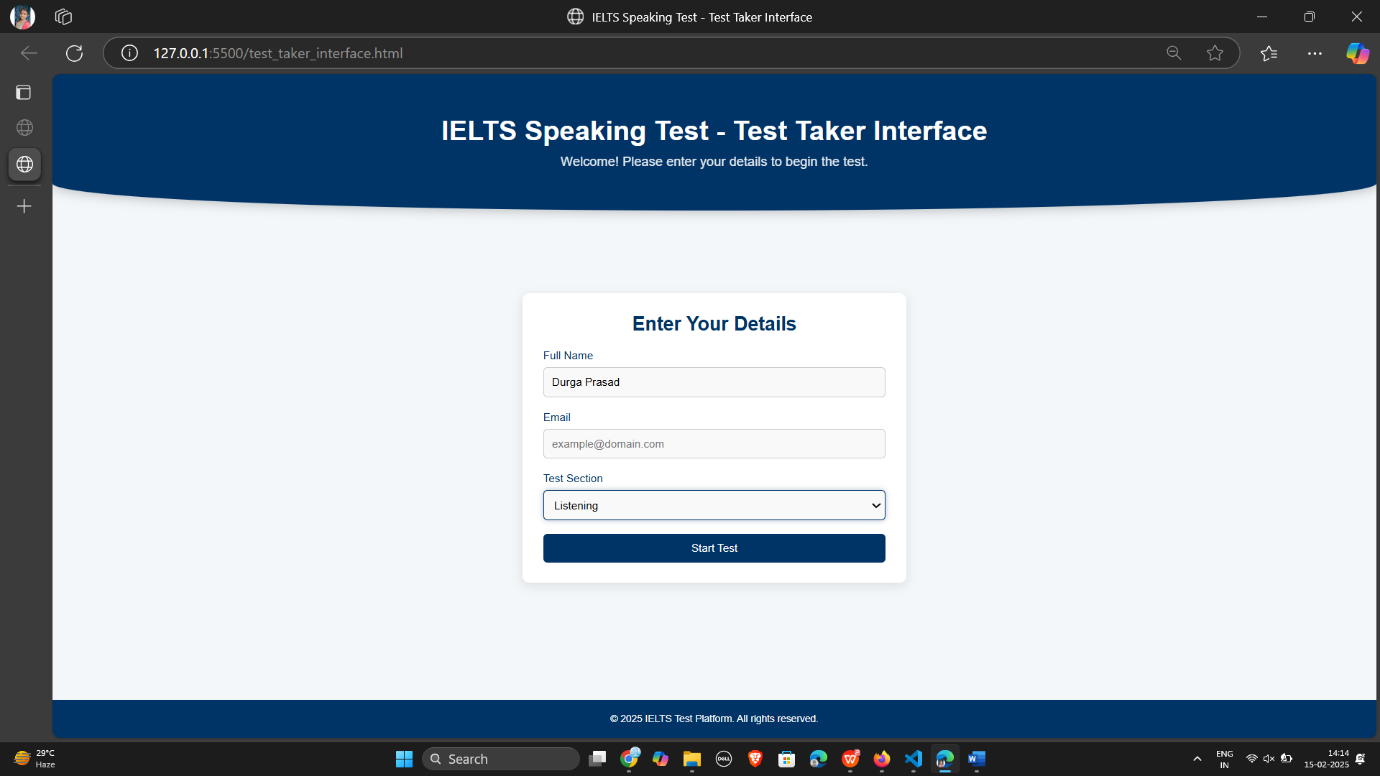 IELTS Speaking Test - Test Taker Interface
127.0.0.1:5500/test_taker_interface.html
IELTS Speaking Test - Test Taker Interface
Welcome! Please enter your details to begin the test.
Enter Your Details
Full Name
Durga Prasad
Email
example@domain.com
Test Section
Listening
Start Test
© 2025 IELTS Test Platform. All rights reserved.
29°C
Haze
Search
DELL
ENG
IN
14:14
15-02-2025